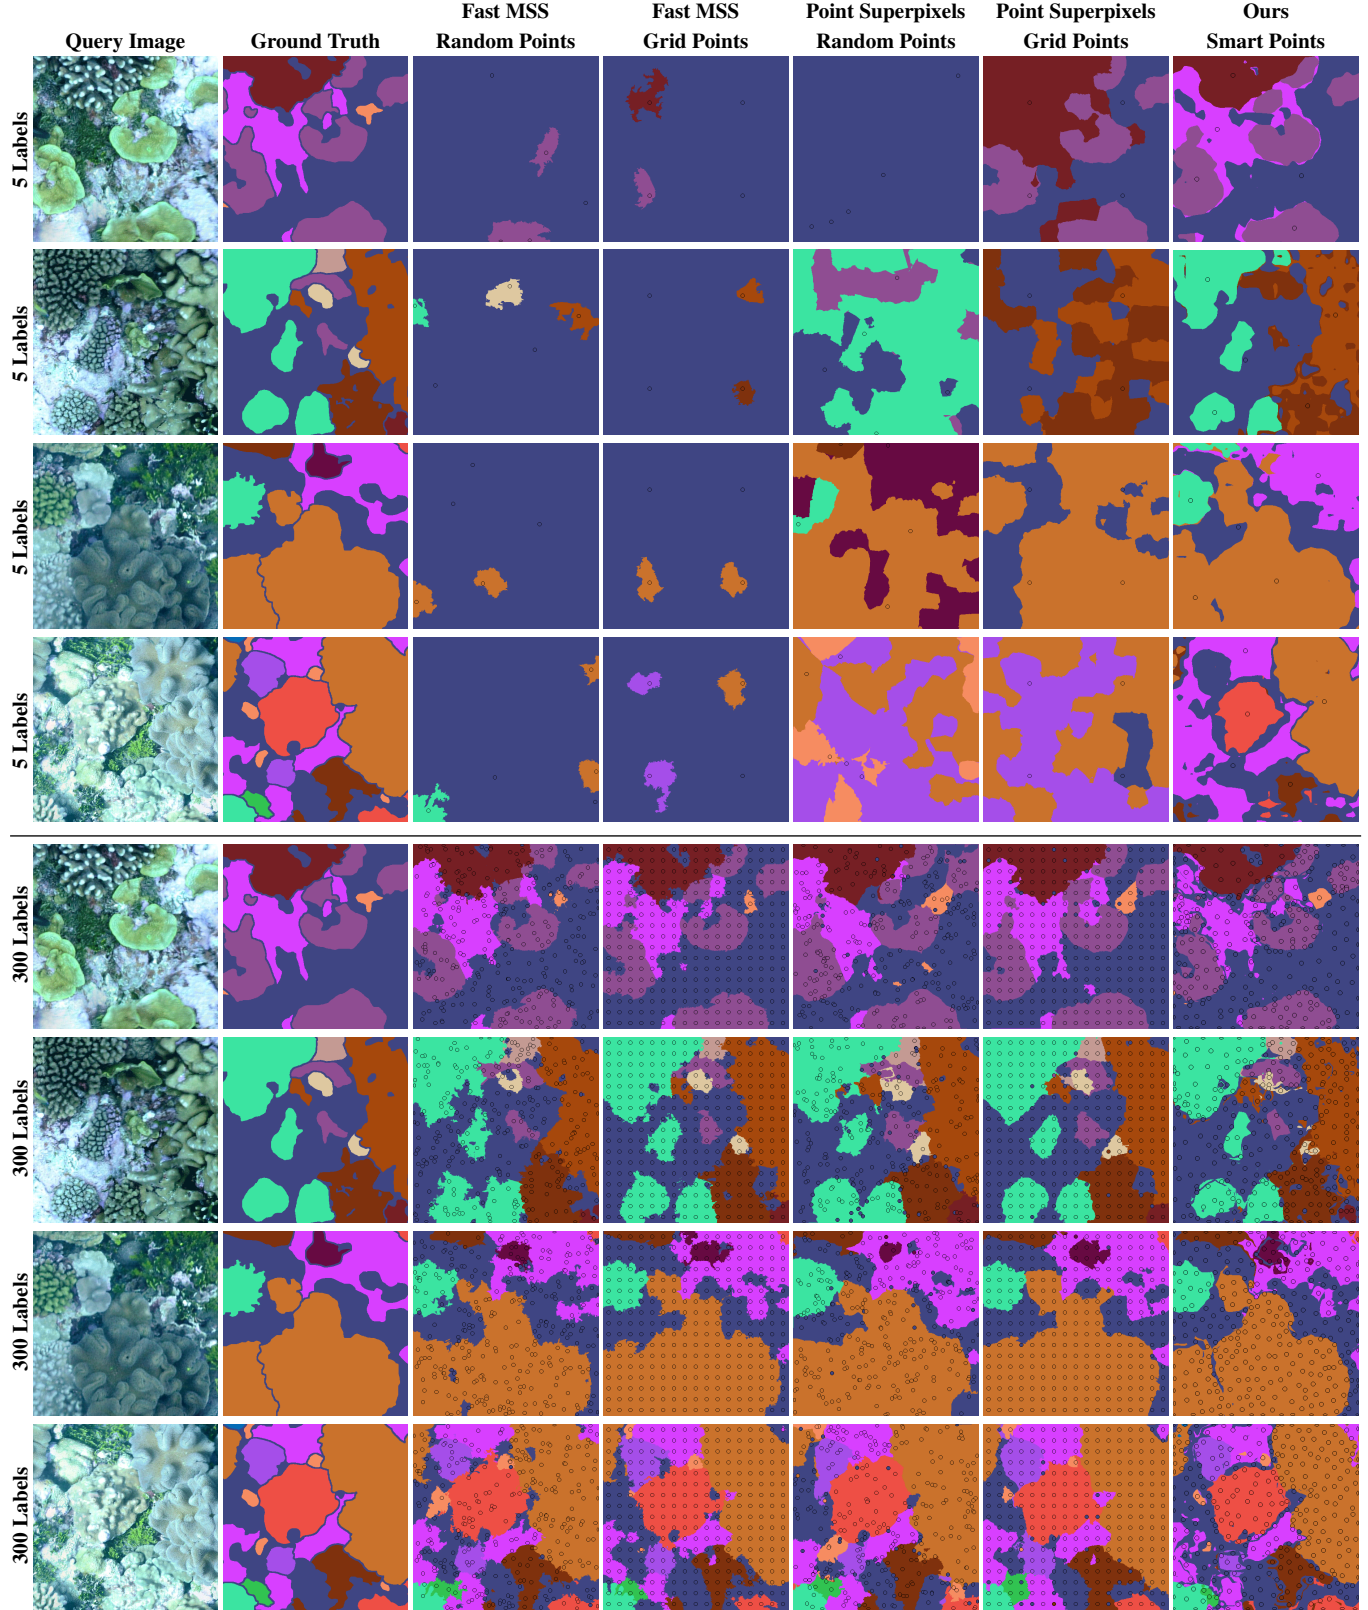 Fast MSS Fast MSS Point Superpixels Point Superpixels Ours
Query Image Ground Truth Random Points Grid Points Random Points Grid Points Smart Points
5 Labels
5 Labels
5 Labels
5 Labels
300 Labels
300 Labels
300 Labels
300 Labels